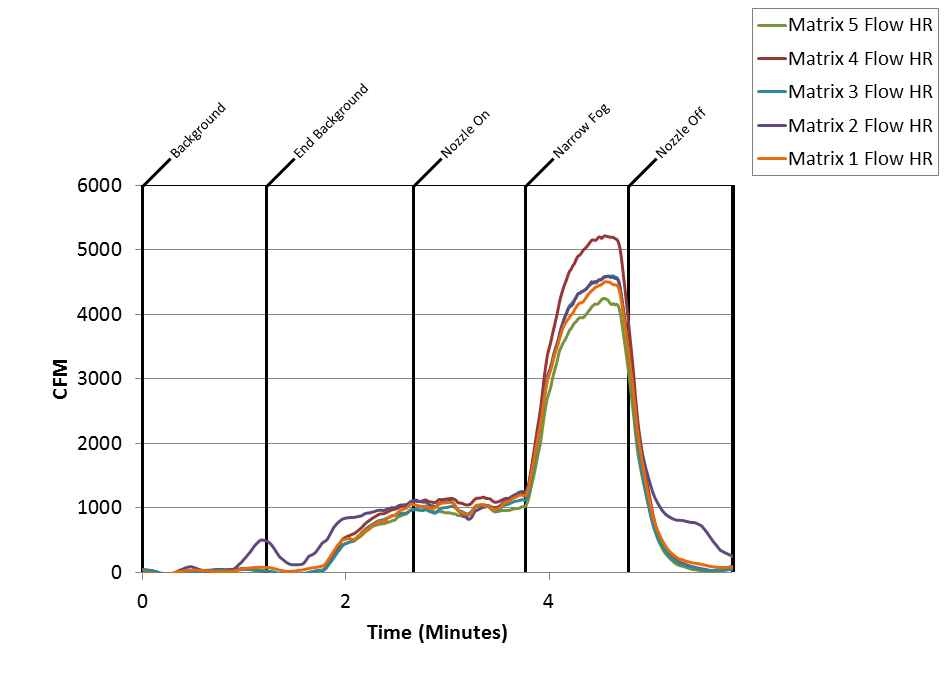 Matrix 5 Flow HR
Matrix 4 Flow HR
Matrix 3 Flow HR
Matrix 2 Flow HR
Matrix 1 Flow HR
Background
End Background
Nozzle On
Narrow Fog
Nozzle Off
6000
5000
4000
3000
2000
1000
0
CFM
0 2 4
Time (Minutes)